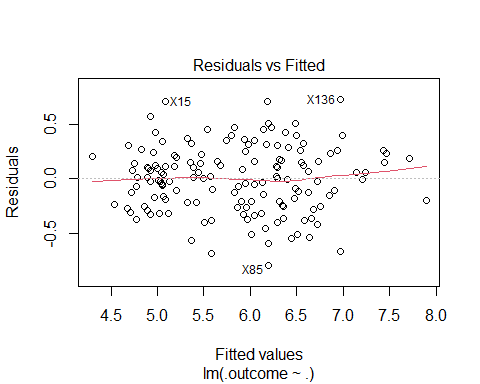 Residuals vs Fitted
X15
X136
X85
Residuals
0.5
0.0
-0.5
4.5 5.0 5.5 6.0 6.5 7.0 7.5 8.0
Fitted values
lm(.outcome ~ .)